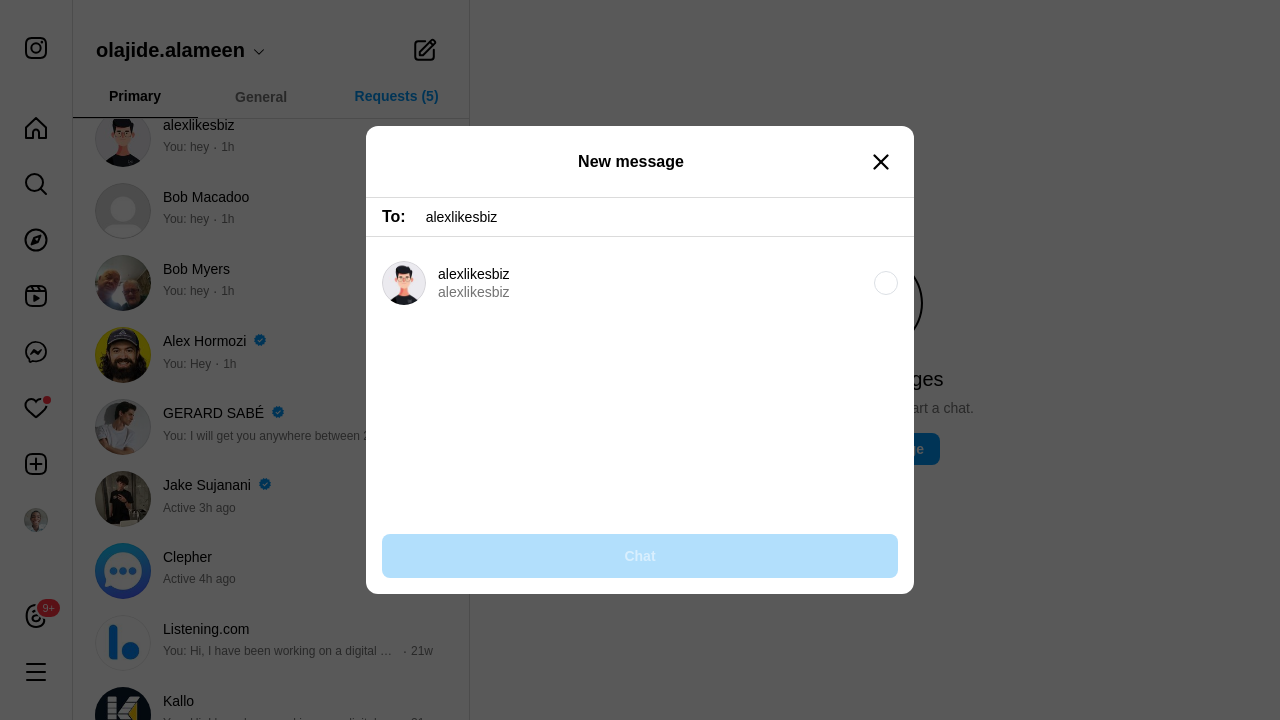 olajide.alameen
Primary
General
Requests (5)
alexlikesbiz
You: hey · 1h
Bob Macadoo
You: hey · 1h
Bob Myers
You: hey · 1h
Alex Hormozi
You: Hey · 1h
GERARD SABÉ
You: I will get you anywhere between
Jake Sujanani
Active 3h ago
Clepher
Active 4h ago
Listening.com
You: Hi, I have been working on a digital … · 21w
Kallo
9+
New message
To: alexlikesbiz
alexlikesbiz
alexlikesbiz
Chat
art a chat.